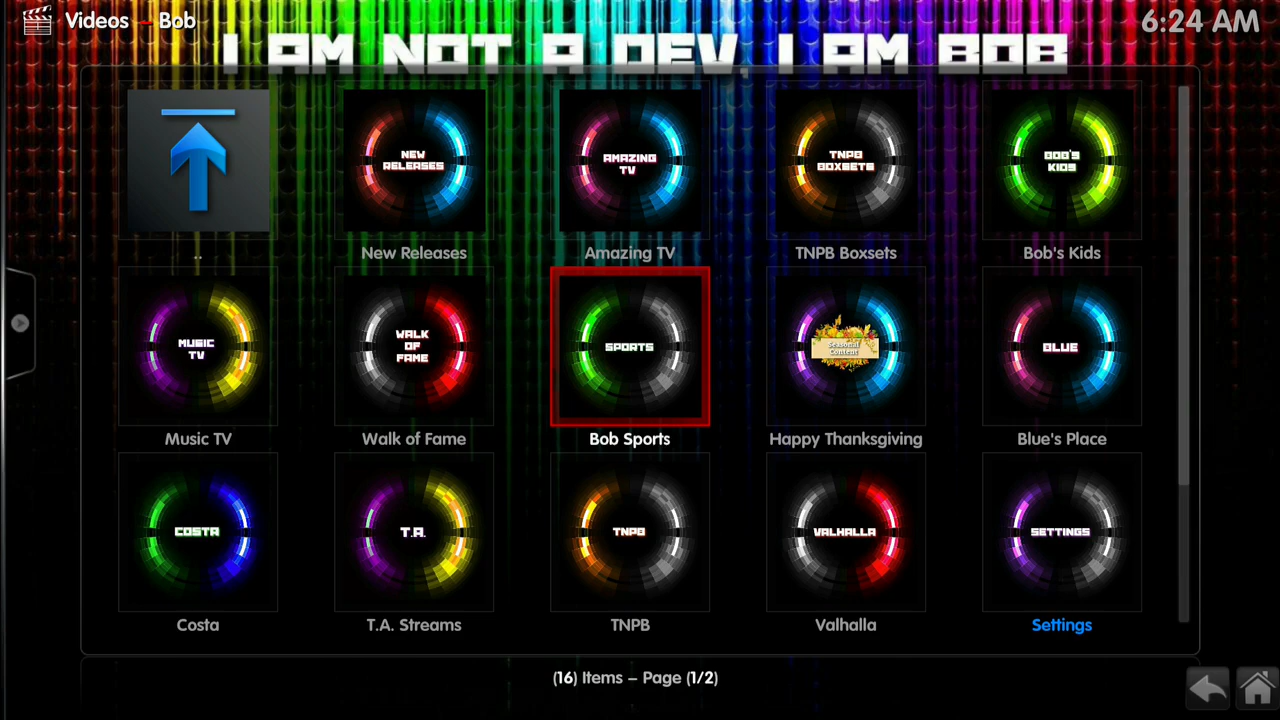 Videos – Bob
6:24 AM
I AM NOT A DEV I AM BOB
NEW
RELEASES
AMAZING
TV
TNPB
BOXSETS
BOB'S
KIDS
..
New Releases
Amazing TV
TNPB Boxsets
Bob's Kids
MUSIC
TV
WALK
OF
FAME
SPORTS
Seasonal
Content
BLUE
Music TV
Walk of Fame
Bob Sports
Happy Thanksgiving
Blue's Place
COSTA
T.A.
TNPB
VALHALLA
SETTINGS
Costa
T.A. Streams
TNPB
Valhalla
Settings
(16) Items – Page (1/2)